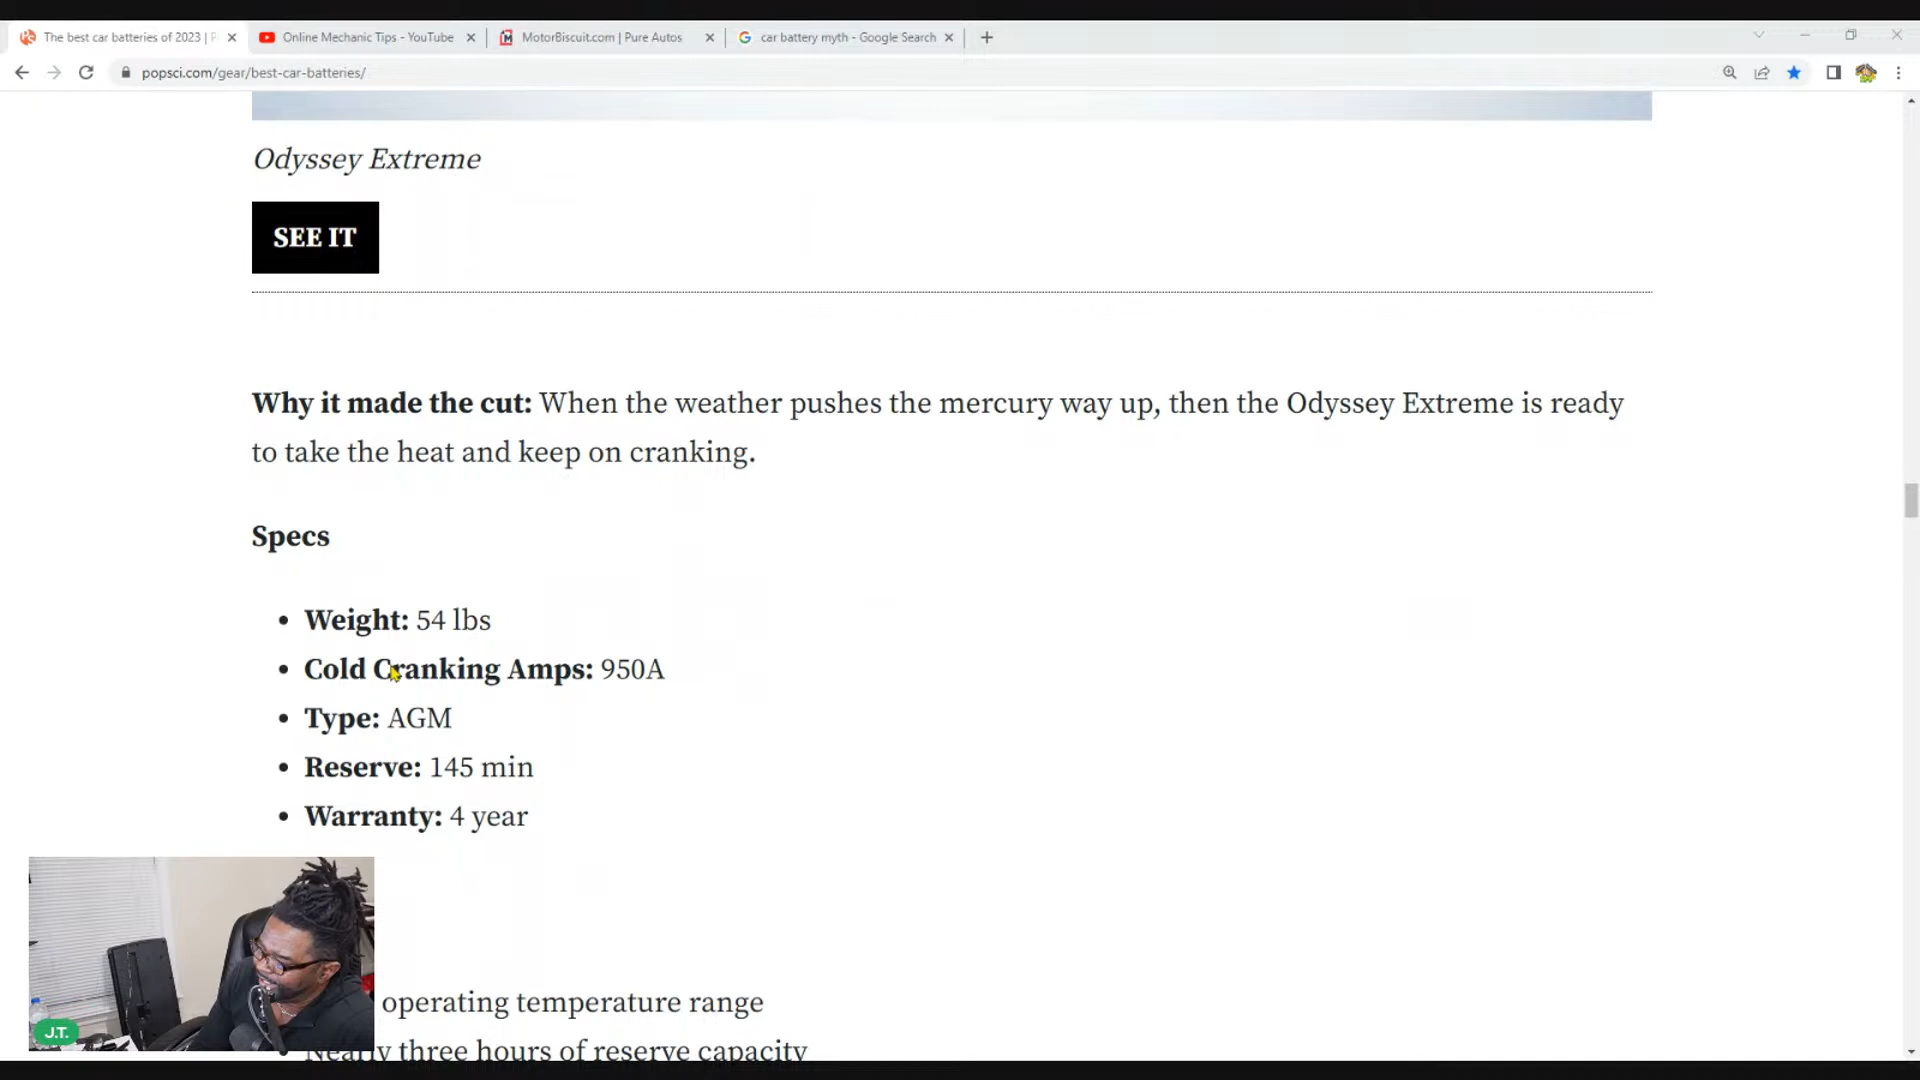 The best car batteries of 2023 | P
Online Mechanic Tips - YouTube
MotorBiscuit.com | Pure Autos
car battery myth - Google Search
popsci.com/gear/best-car-batteries/
Odyssey Extreme
SEE IT
Why it made the cut: When the weather pushes the mercury way up, then the Odyssey Extreme is ready
to take the heat and keep on cranking.
Specs
• Weight: 54 lbs
• Cold Cranking Amps: 950A
• Type: AGM
• Reserve: 145 min
• Warranty: 4 year
operating temperature range
• Nearly three hours of reserve capacity
J.T.